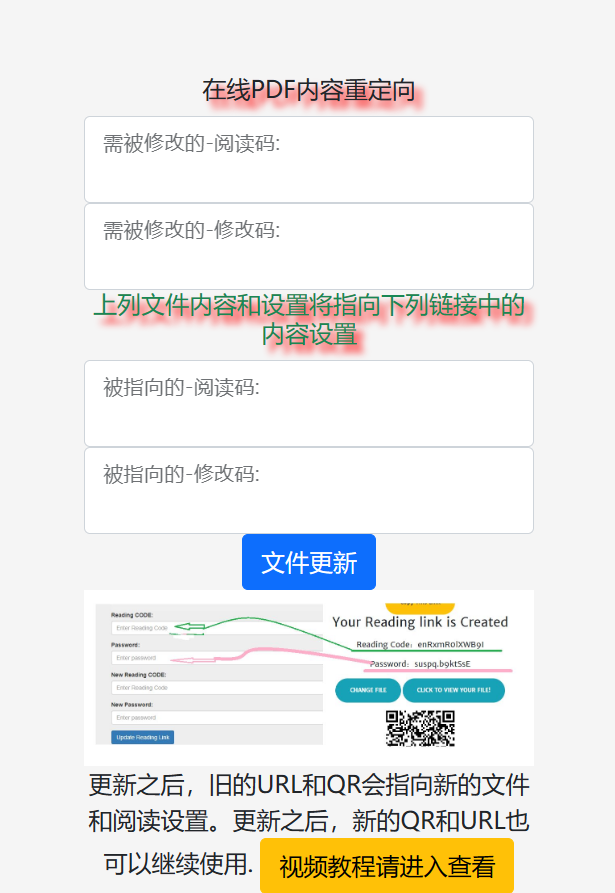 在线PDF内容重定向
需被修改的-阅读码:
需被修改的-修改码:
上列文件内容和设置将指向下列链接中的
内容设置
被指向的-阅读码:
被指向的-修改码:
文件更新
Reading CODE:
Enter Reading Code
Password:
Enter password
New Reading CODE:
Enter Reading Code
New Password:
Enter password
Update Reading Link
Your Reading link is Created
Reading Code: enRxmR0lXWB9I
Password: suspq.b9ktSsE
CHANGE FILE
CLICK TO VIEW YOUR FILE!
更新之后，旧的URL和QR会指向新的文件
和阅读设置。更新之后，新的QR和URL也
可以继续使用. 视频教程请进入查看